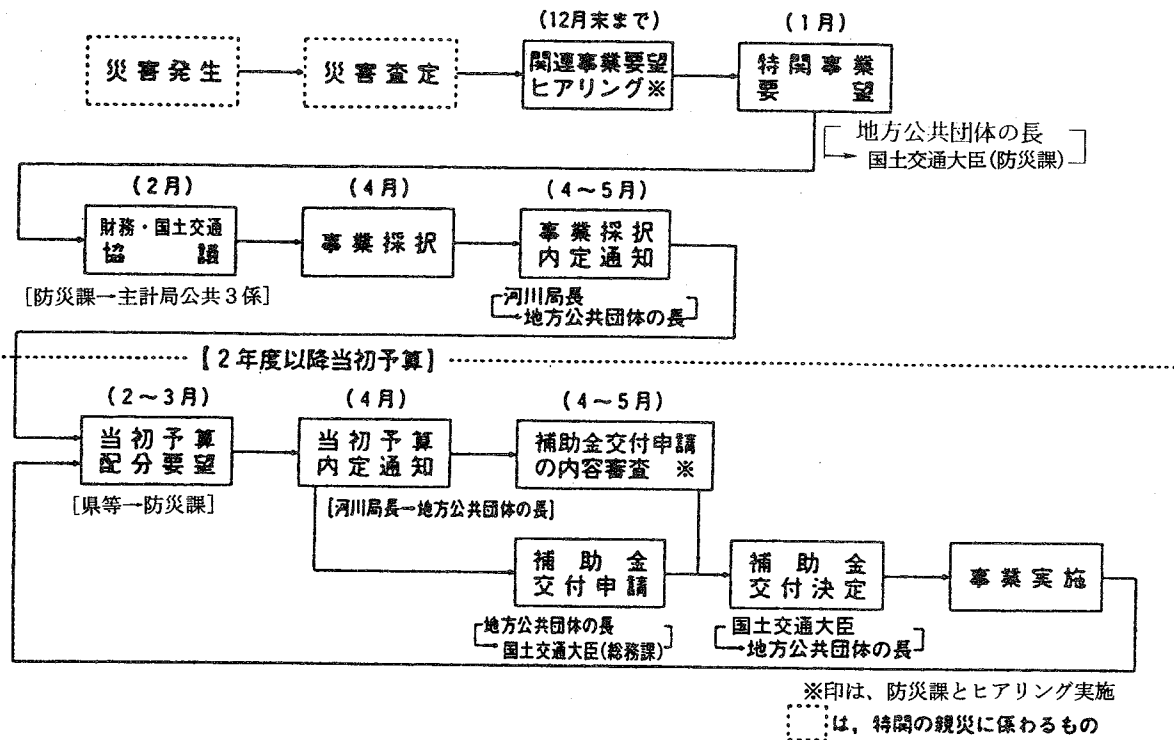 (12月末まで)
(1月)
災害発生
災害査定
関連事業要望
ヒアリング※
特関事業
要望
地方公共団体の長
国土交通大臣(防災課)
(2月)
(4月)
(4～5月)
財務・国土交通
協議
事業採択
事業採択
内定通知
[防災課→主計局公共3係]
河川局長
地方公共団体の長
【2年度以降当初予算】
(2～3月)
(4月)
(4～5月)
当初予算
配分要望
当初予算
内定通知
補助金交付申請
の内容審査 ※
[県等→防災課]
[河川局長→地方公共団体の長]
補助金
交付申請
補助金
交付決定
事業実施
地方公共団体の長
国土交通大臣(総務課)
国土交通大臣
地方公共団体の長
※印は、防災課とヒアリング実施
は，特関の親災に係わるもの